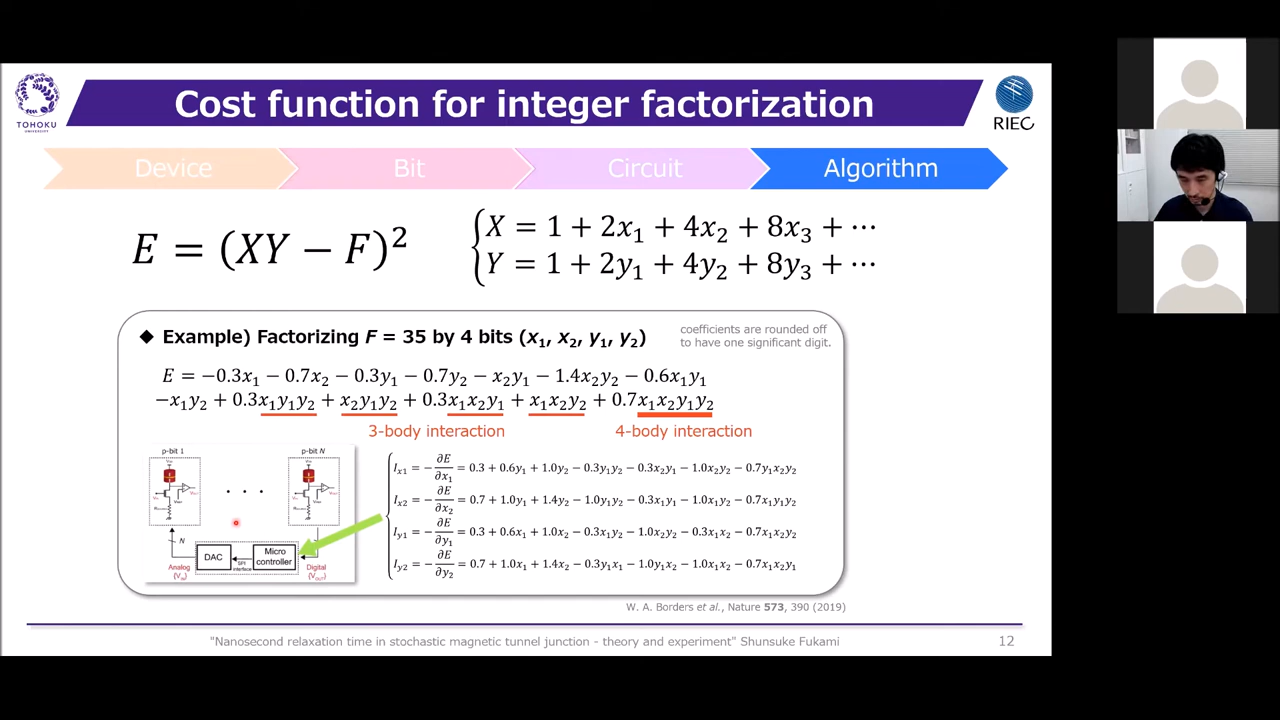 TOHOKU
UNIVERSITY
Cost function for integer factorization
RIEC
Device
Bit
Circuit
Algorithm
E = (XY − F)²
X = 1 + 2x₁ + 4x₂ + 8x₃ + ⋯
Y = 1 + 2y₁ + 4y₂ + 8y₃ + ⋯
◆ Example) Factorizing F = 35 by 4 bits (x₁, x₂, y₁, y₂)
coefficients are rounded off
to have one significant digit.
E = −0.3x₁ − 0.7x₂ − 0.3y₁ − 0.7y₂ − x₂y₁ − 1.4x₂y₂ − 0.6x₁y₁
−x₁y₂ + 0.3x₁y₁y₂ + x₂y₁y₂ + 0.3x₁x₂y₁ + x₁x₂y₂ + 0.7x₁x₂y₁y₂
3-body interaction
4-body interaction
p-bit 1
p-bit N
. . .
N
DAC
SPI
interface
Micro
controller
Analog
(V_IN)
Digital
(V_OUT)
I_x1 = −∂E/∂x₁ = 0.3 + 0.6y₁ + 1.0y₂ − 0.3y₁y₂ − 0.3x₂y₁ − 1.0x₂y₂ − 0.7y₁x₂y₂
I_x2 = −∂E/∂x₂ = 0.7 + 1.0y₁ + 1.4y₂ − 1.0y₁y₂ − 0.3x₁y₁ − 1.0x₁y₂ − 0.7x₁y₁y₂
I_y1 = −∂E/∂y₁ = 0.3 + 0.6x₁ + 1.0x₂ − 0.3x₁y₂ − 1.0x₂y₂ − 0.3x₁x₂ − 0.7x₁x₂y₂
I_y2 = −∂E/∂y₂ = 0.7 + 1.0x₁ + 1.4x₂ − 0.3y₁x₁ − 1.0y₁x₂ − 1.0x₁x₂ − 0.7x₁x₂y₁
W. A. Borders et al., Nature 573, 390 (2019)
"Nanosecond relaxation time in stochastic magnetic tunnel junction - theory and experiment" Shunsuke Fukami
12